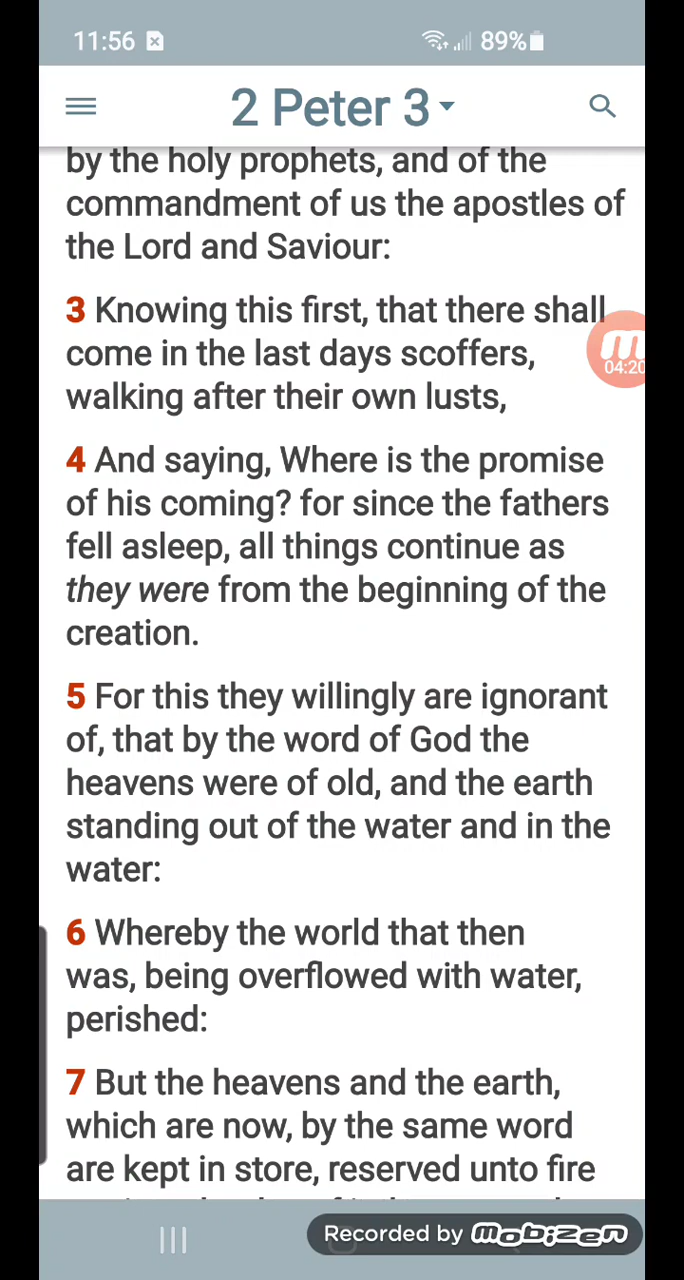 11:56
89%
2 Peter 3
by the holy prophets, and of the
commandment of us the apostles of
the Lord and Saviour:
3 Knowing this first, that there shall
come in the last days scoffers,
walking after their own lusts,
04:20
4 And saying, Where is the promise
of his coming? for since the fathers
fell asleep, all things continue as
they were from the beginning of the
creation.
5 For this they willingly are ignorant
of, that by the word of God the
heavens were of old, and the earth
standing out of the water and in the
water:
6 Whereby the world that then
was, being overflowed with water,
perished:
7 But the heavens and the earth,
which are now, by the same word
are kept in store, reserved unto fire
Recorded by mobizen